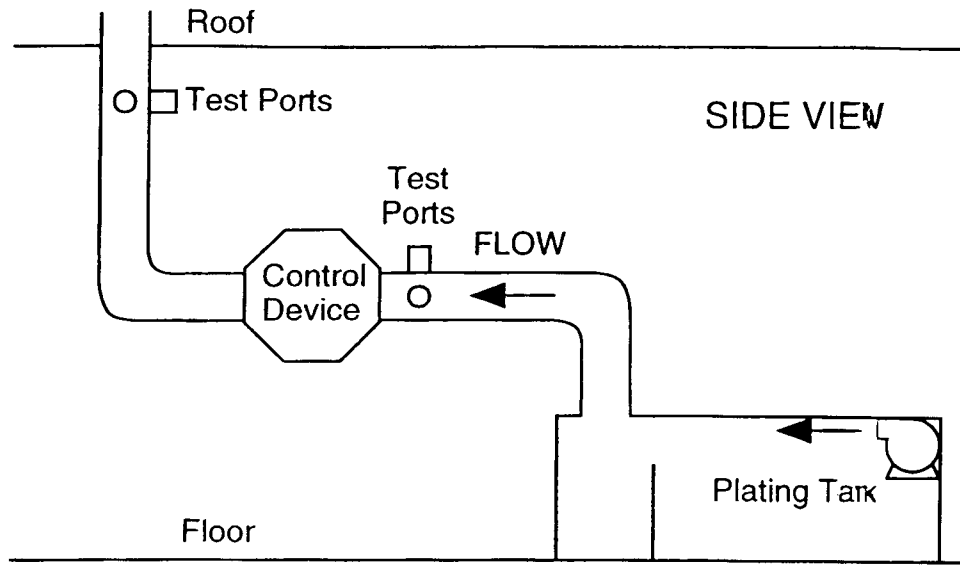 Roof
Test Ports
SIDE VIEW
Test
Ports
FLOW
Control
Device
Plating Tank
Floor